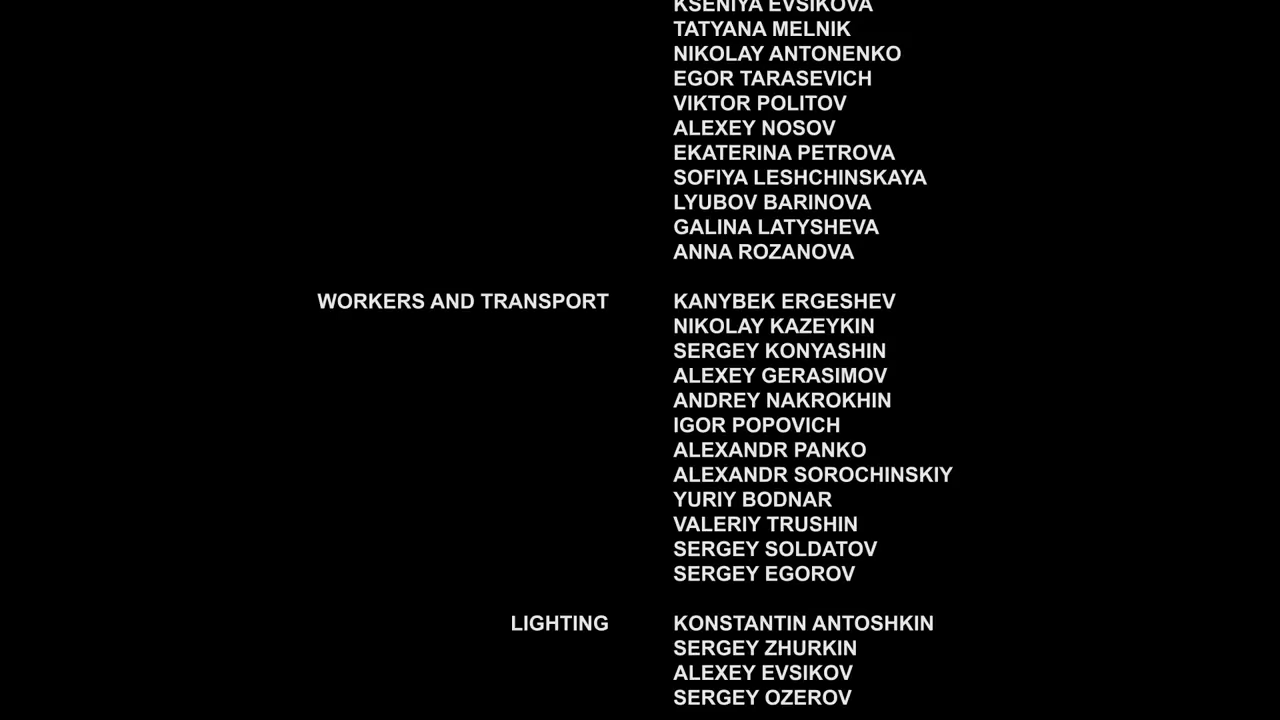 KSENIYA EVSIKOVA
TATYANA MELNIK
NIKOLAY ANTONENKO
EGOR TARASEVICH
VIKTOR POLITOV
ALEXEY NOSOV
EKATERINA PETROVA
SOFIYA LESHCHINSKAYA
LYUBOV BARINOVA
GALINA LATYSHEVA
ANNA ROZANOVA
WORKERS AND TRANSPORT KANYBEK ERGESHEV
NIKOLAY KAZEYKIN
SERGEY KONYASHIN
ALEXEY GERASIMOV
ANDREY NAKROKHIN
IGOR POPOVICH
ALEXANDR PANKO
ALEXANDR SOROCHINSKIY
YURIY BODNAR
VALERIY TRUSHIN
SERGEY SOLDATOV
SERGEY EGOROV
LIGHTING KONSTANTIN ANTOSHKIN
SERGEY ZHURKIN
ALEXEY EVSIKOV
SERGEY OZEROV